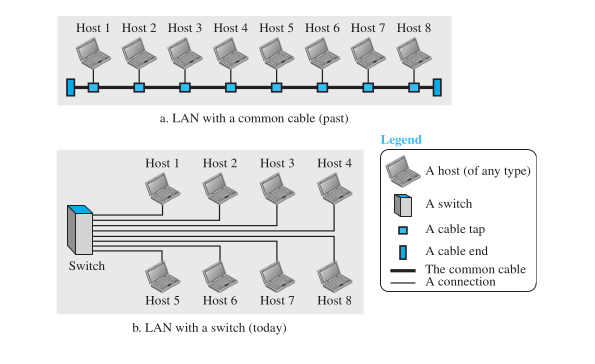 Host 1 Host 2 Host 3 Host 4 Host 5 Host 6 Host 7 Host 8
a. LAN with a common cable (past)
Legend
A host (of any type)
A switch
A cable tap
A cable end
The common cable
A connection
Host 1 Host 2 Host 3 Host 4
Switch
Host 5 Host 6 Host 7 Host 8
b. LAN with a switch (today)